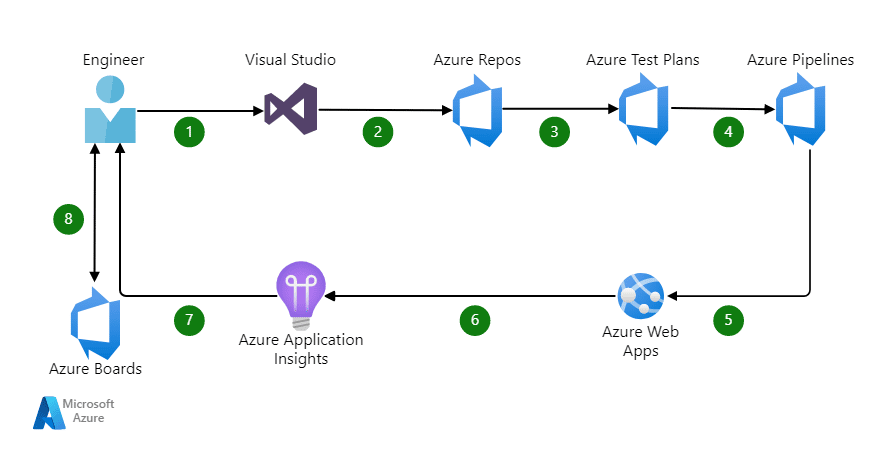 Engineer
Visual Studio
Azure Repos
Azure Test Plans
Azure Pipelines
1
2
3
4
8
7
6
5
Azure Application
Insights
Azure Web
Apps
Azure Boards
Microsoft
Azure